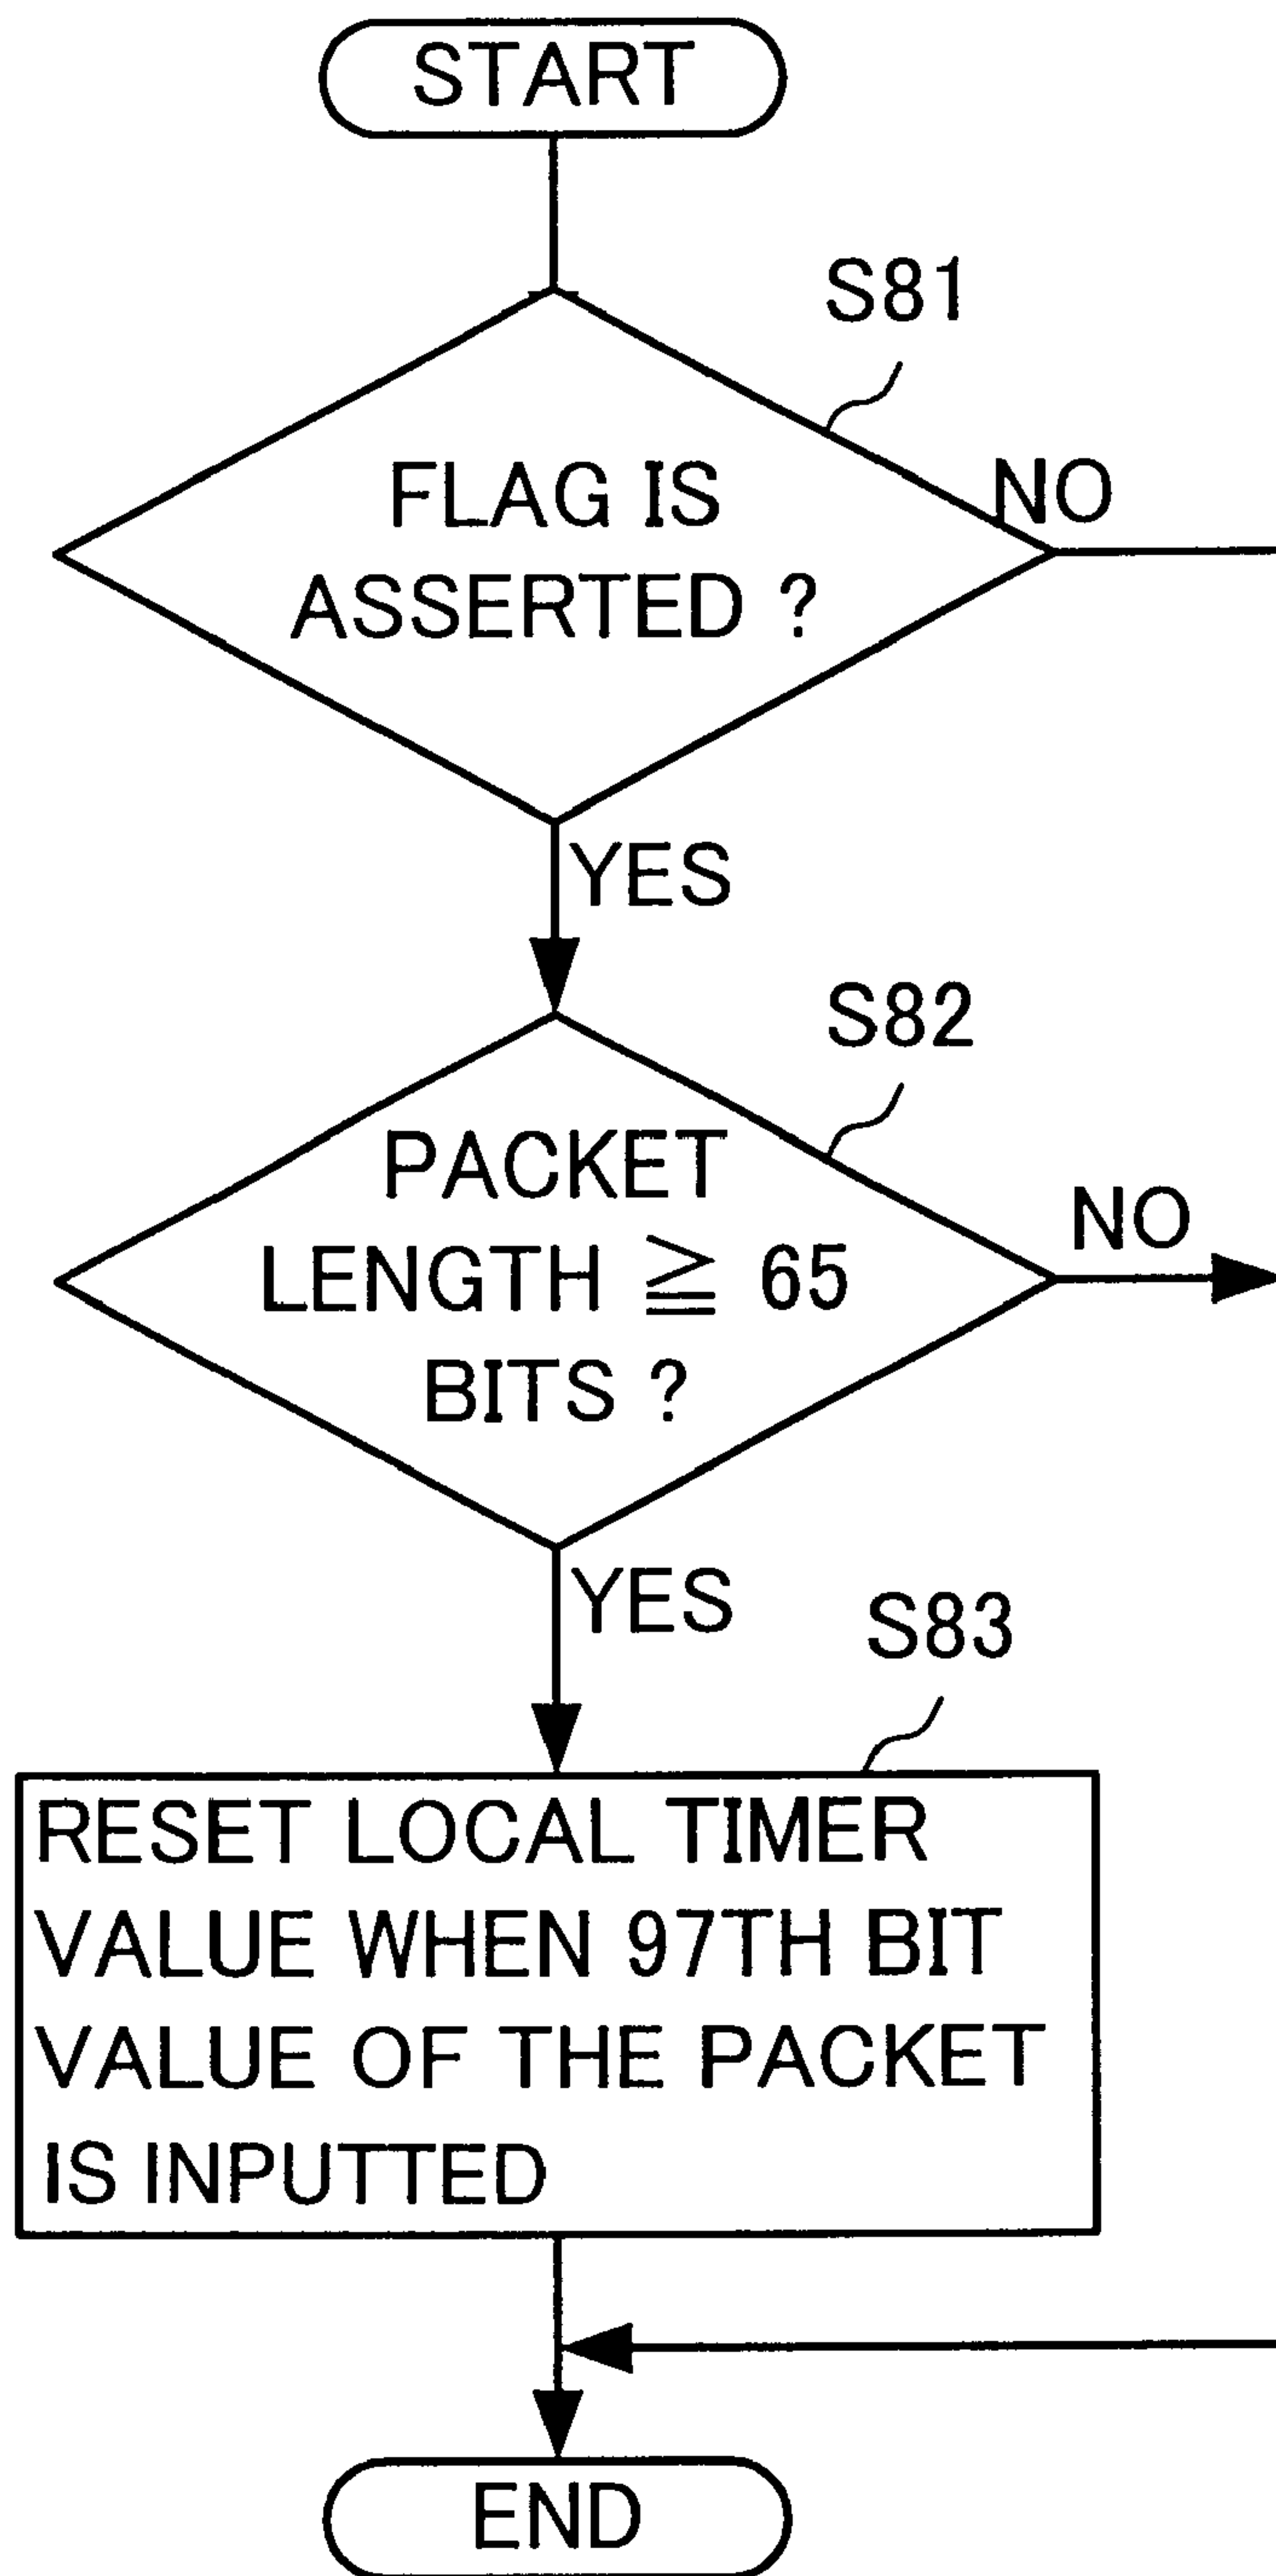 START
S81
FLAG IS
NO
ASSERTED ?
YES
S82
PACKET
NO
LENGTH ≧ 65
BITS ?
YES
S83
RESET LOCAL TIMER
VALUE WHEN 97TH BIT
VALUE OF THE PACKET
IS INPUTTED
END